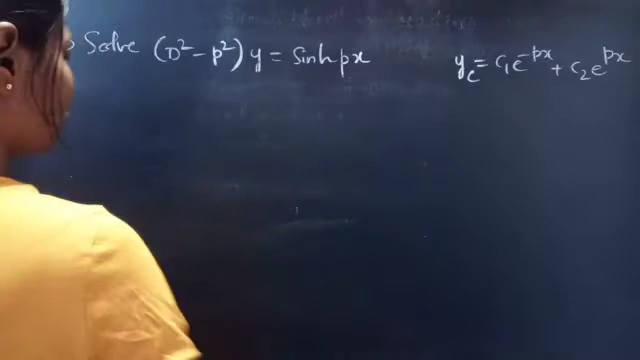 Solve (D² - p²) y = Sinh px
y_c = c₁e^{-px} + c₂e^{px}